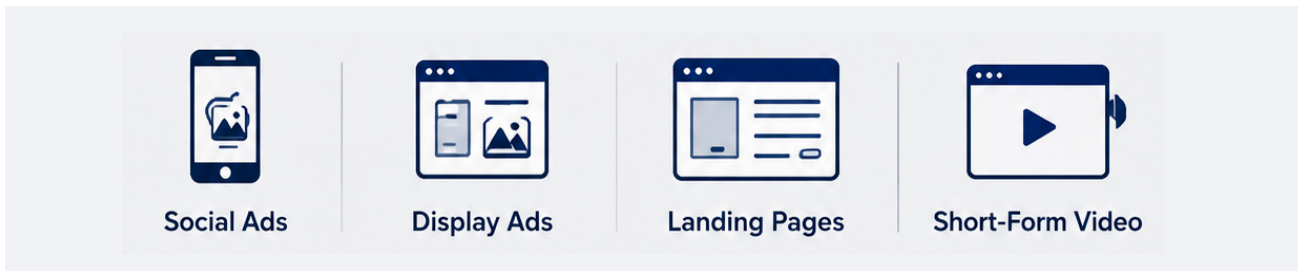 Social Ads
Display Ads
Landing Pages
Short-Form Video